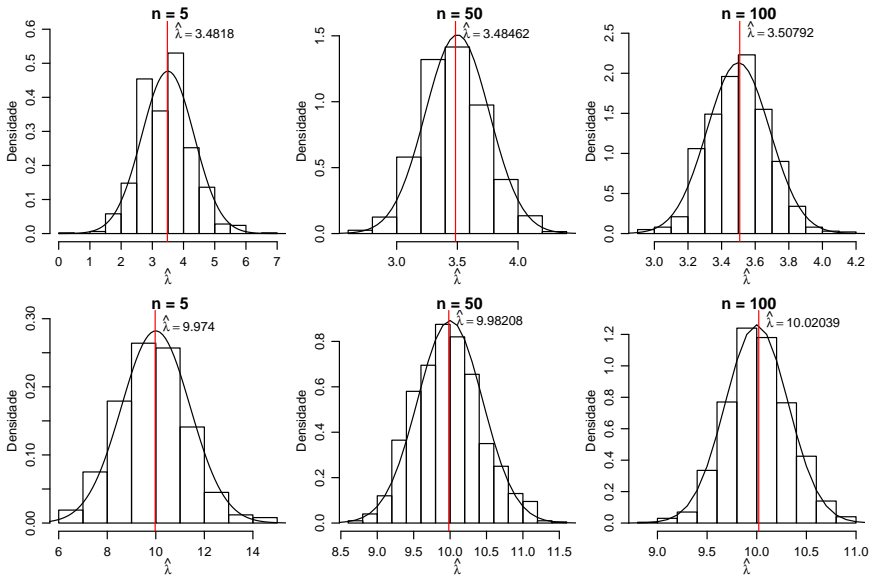 n = 5
λ̂ = 3.4818
Densidade
0.0 0.1 0.2 0.3 0.4 0.5 0.6
0 1 2 3 4 5 6 7
λ̂
n = 50
λ̂ = 3.48462
Densidade
0.0 0.5 1.0 1.5
3.0 3.5 4.0
λ̂
n = 100
λ̂ = 3.50792
Densidade
0.0 0.5 1.0 1.5 2.0 2.5
3.0 3.2 3.4 3.6 3.8 4.0 4.2
λ̂
n = 5
λ̂ = 9.974
Densidade
0.00 0.10 0.20 0.30
6 8 10 12 14
λ̂
n = 50
λ̂ = 9.98208
Densidade
0.0 0.2 0.4 0.6 0.8
8.5 9.0 9.5 10.0 10.5 11.0 11.5
λ̂
n = 100
λ̂ = 10.02039
Densidade
0.0 0.2 0.4 0.6 0.8 1.0 1.2
9.0 9.5 10.0 10.5 11.0
λ̂